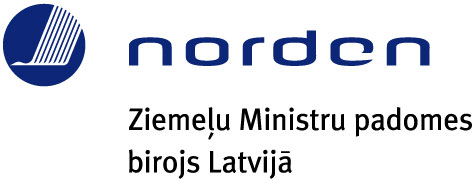 norden
Ziemeļu Ministru padomes
birojs Latvijā